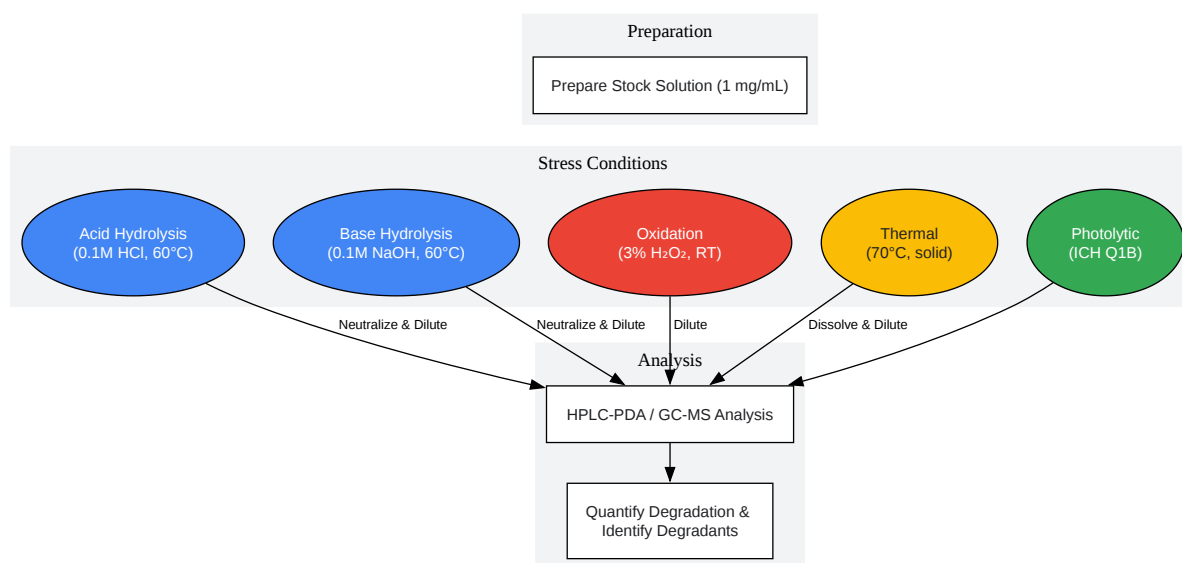 Preparation
Prepare Stock Solution (1 mg/mL)
Stress Conditions
Acid Hydrolysis
(0.1M HCl, 60°C)
Base Hydrolysis
(0.1M NaOH, 60°C)
Oxidation
(3% H₂O₂, RT)
Thermal
(70°C, solid)
Photolytic
(ICH Q1B)
Neutralize & Dilute
Neutralize & Dilute
Dilute
Dissolve & Dilute
Analysis
HPLC-PDA / GC-MS Analysis
Quantify Degradation &
Identify Degradants